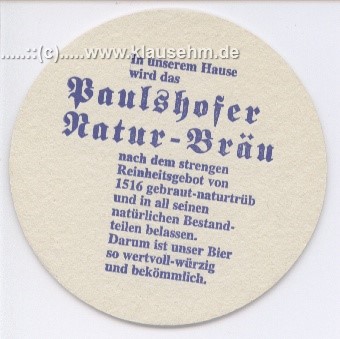 .....::(c).....www.klausehm.de
In unserem Hause
wird das
Paulshofer
Natur-Bräu
nach dem strengen
Reinheitsgebot von
1516 gebraut-naturtrüb
und in all seinen
natürlichen Bestand-
teilen belassen.
Darum ist unser Bier
so wertvoll-würzig
und bekömmlich.